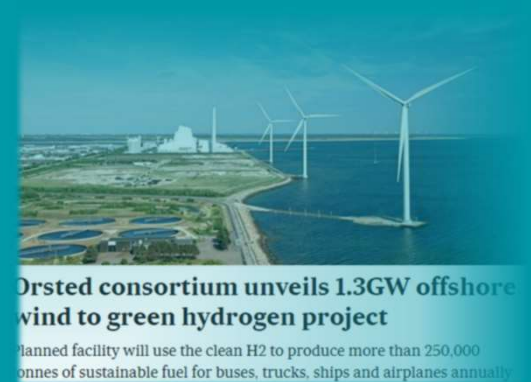 Orsted consortium unveils 1.3GW offshore
wind to green hydrogen project
Planned facility will use the clean H2 to produce more than 250,000
tonnes of sustainable fuel for buses, trucks, ships and airplanes annually